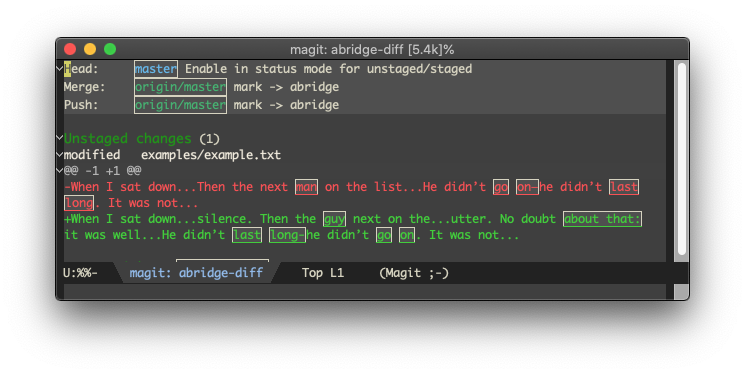 magit: abridge-diff [5.4k]%
Head:     master Enable in status mode for unstaged/staged
Merge:    origin/master mark -> abridge
Push:     origin/master mark -> abridge
Unstaged changes (1)
modified   examples/example.txt
@@ -1 +1 @@
-When I sat down...Then the next man on the list...He didn’t go on—he didn’t last
long. It was not...
+When I sat down...silence. Then the guy next on the...utter. No doubt about that:
it was well...He didn’t last long-he didn’t go on. It was not...
U:%%-   magit: abridge-diff   Top L1   (Magit ;-)